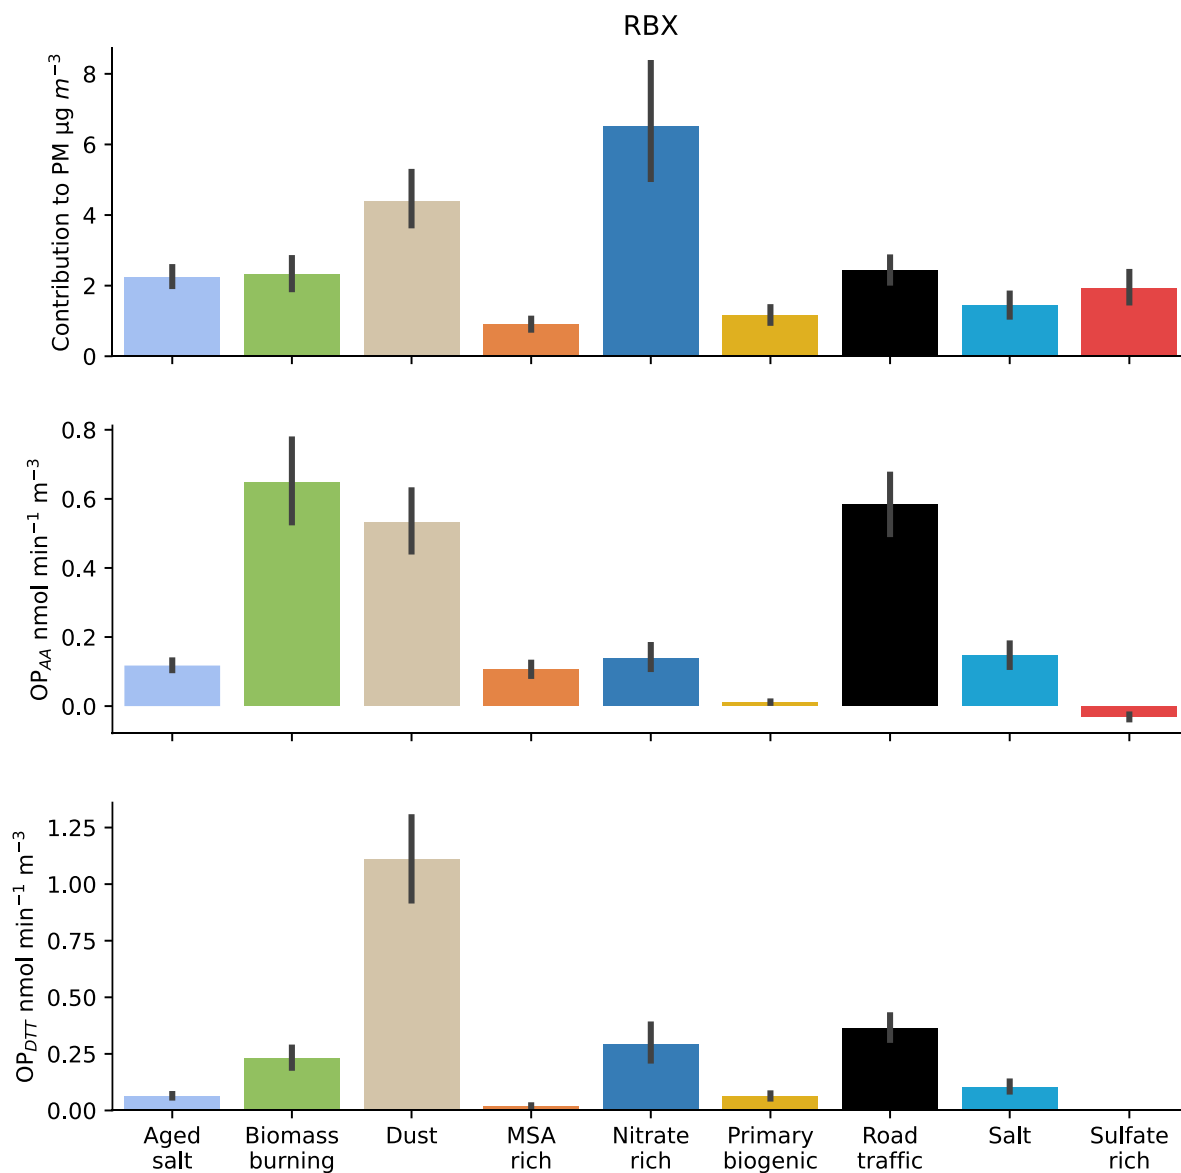 RBX
Contribution to PM µg m⁻³
8
6
4
2
0
OP_AA nmol min⁻¹ m⁻³
0.8
0.6
0.4
0.2
0.0
OP_DTT nmol min⁻¹ m⁻³
1.25
1.00
0.75
0.50
0.25
0.00
Aged
salt
Biomass
burning
Dust
MSA
rich
Nitrate
rich
Primary
biogenic
Road
traffic
Salt
Sulfate
rich